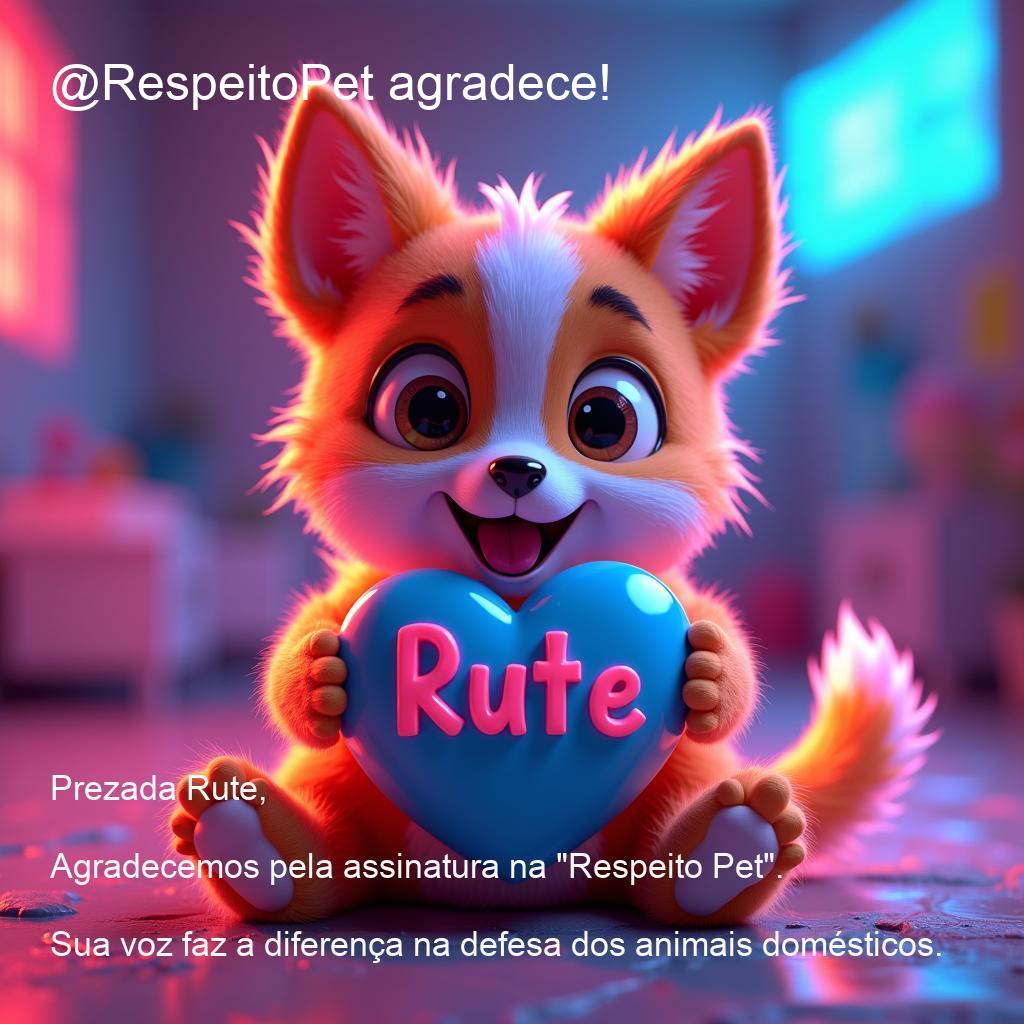 @RespeitoPet agradece!
Rute
Prezada Rute,
Agradecemos pela assinatura na "Respeito Pet".
Sua voz faz a diferença na defesa dos animais domésticos.